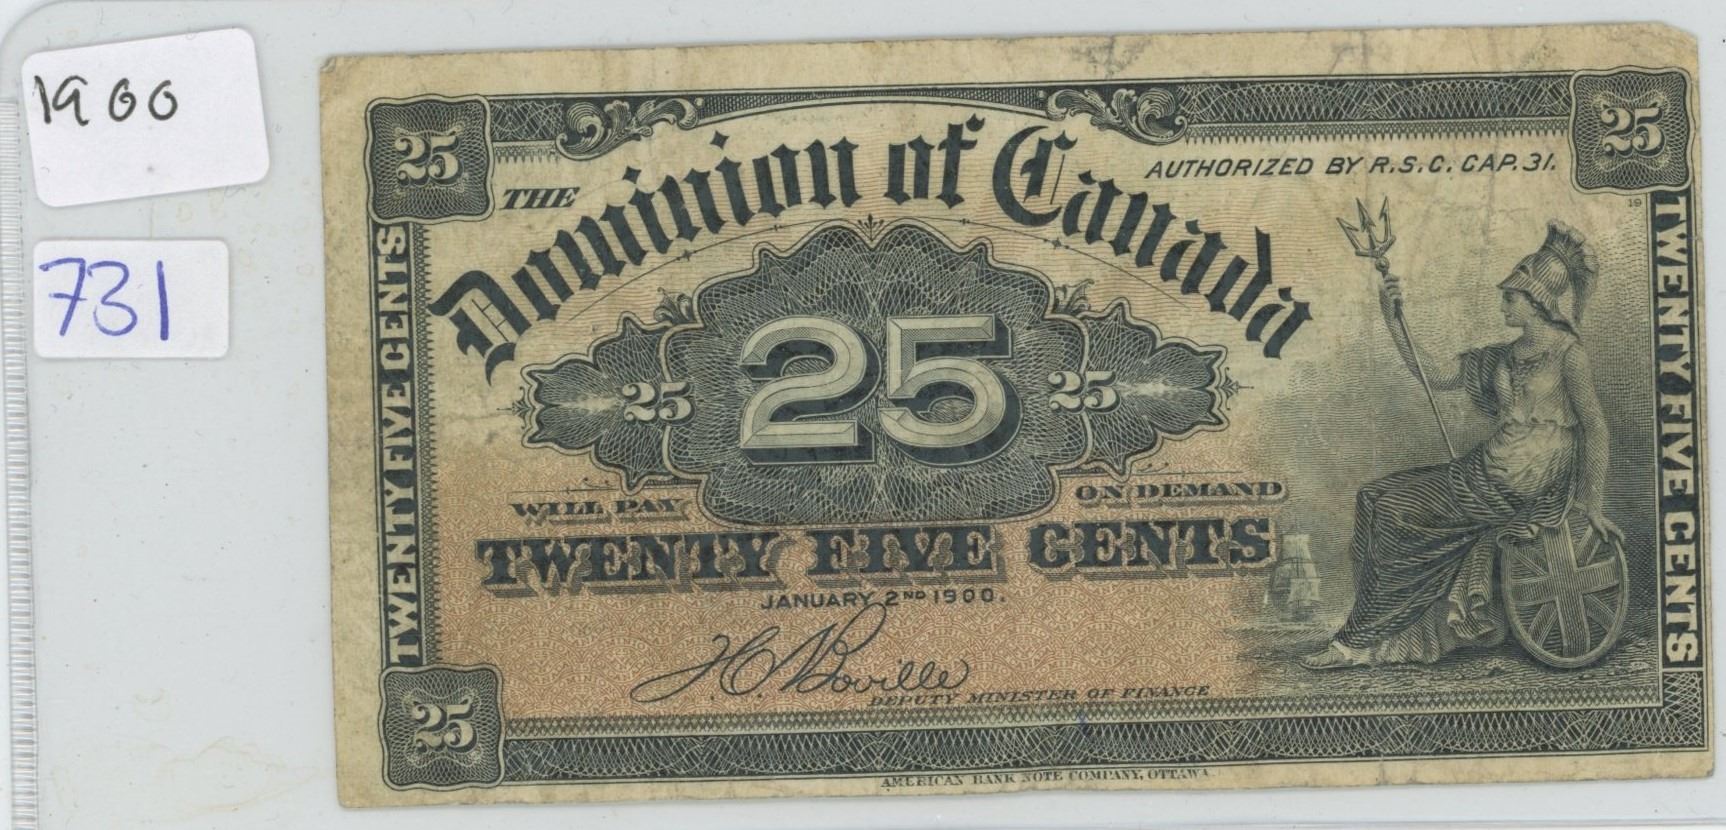 1900
731
25
25
THE Dominion of Canada
AUTHORIZED BY R.S.C. CAP.31.
19
TWENTY FIVE CENTS
TWENTY FIVE CENTS
25
25
25
WILL PAY
ON DEMAND
TWENTY FIVE CENTS
JANUARY 2ND 1900.
H.C. Boville
DEPUTY MINISTER OF FINANCE
25
AMERICAN BANK NOTE COMPANY, OTTAWA